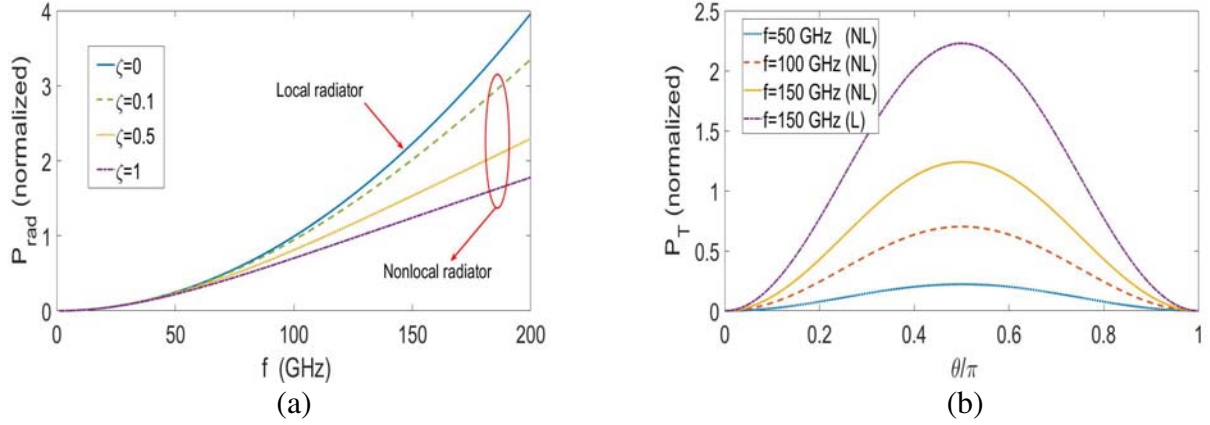 4
3
2
1
0
P_rad (normalized)
ζ=0
ζ=0.1
ζ=0.5
ζ=1
Local radiator
Nonlocal radiator
0 50 100 150 200
f (GHz)
(a)
2.5
2
1.5
1
0.5
0
P_T (normalized)
f=50 GHz (NL)
f=100 GHz (NL)
f=150 GHz (NL)
f=150 GHz (L)
0 0.2 0.4 0.6 0.8 1
θ/π
(b)